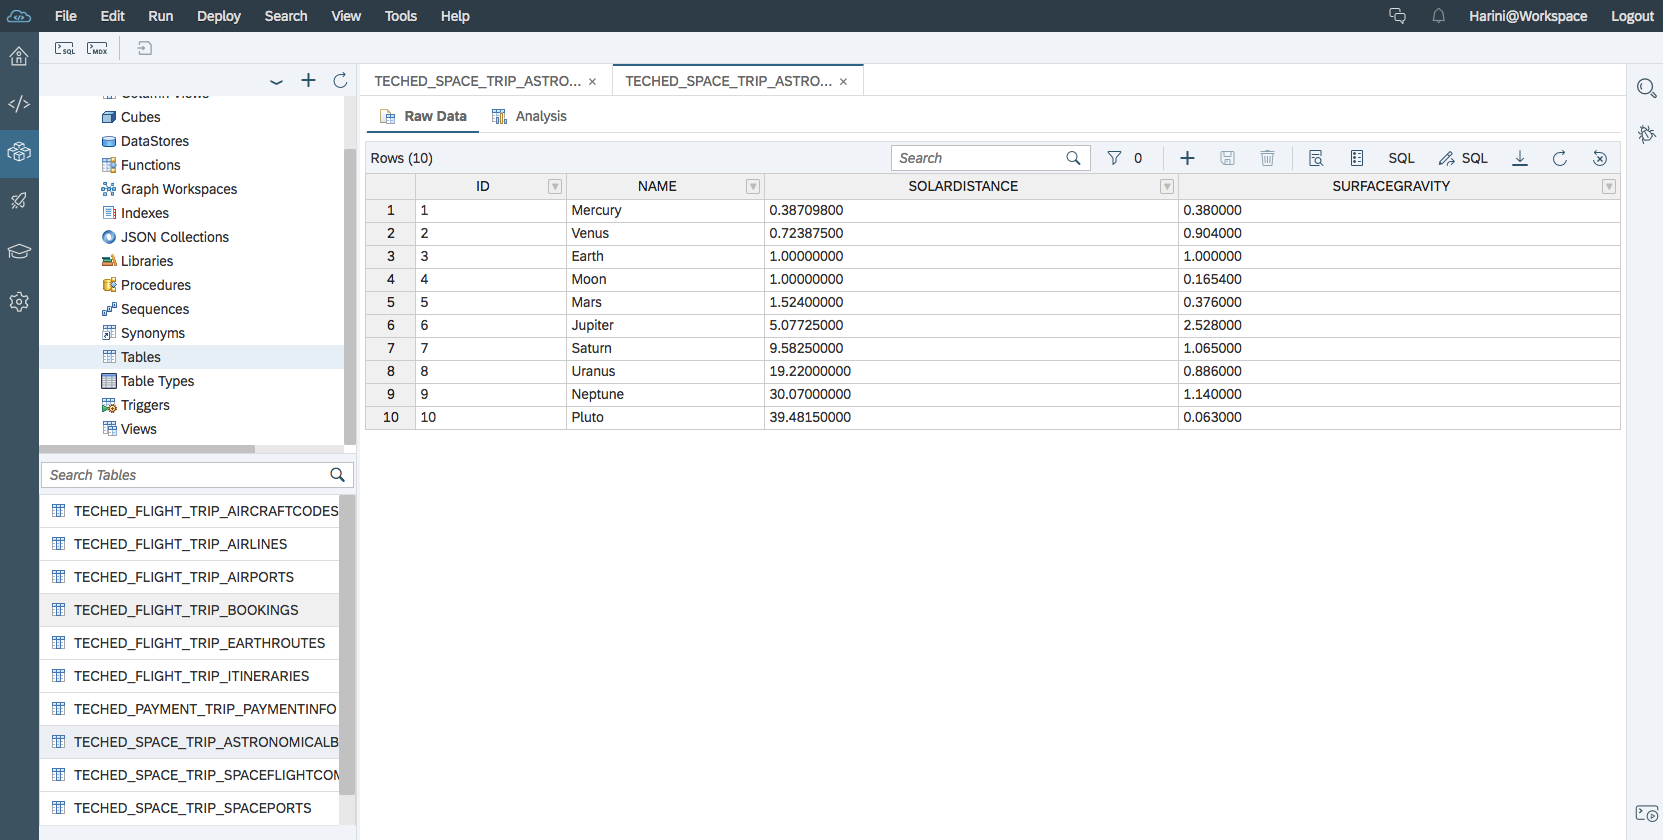 File Edit Run Deploy Search View Tools Help Harini@Workspace Logout
SQL MDX
TECHED_SPACE_TRIP_ASTRO... × TECHED_SPACE_TRIP_ASTRO... ×
Column Views
Cubes
DataStores
Functions
Graph Workspaces
Indexes
JSON Collections
Libraries
Procedures
Sequences
Synonyms
Tables
Table Types
Triggers
Views
Search Tables
TECHED_FLIGHT_TRIP_AIRCRAFTCODES
TECHED_FLIGHT_TRIP_AIRLINES
TECHED_FLIGHT_TRIP_AIRPORTS
TECHED_FLIGHT_TRIP_BOOKINGS
TECHED_FLIGHT_TRIP_EARTHROUTES
TECHED_FLIGHT_TRIP_ITINERARIES
TECHED_PAYMENT_TRIP_PAYMENTINFO
TECHED_SPACE_TRIP_ASTRONOMICALB
TECHED_SPACE_TRIP_SPACEFLIGHTCOM
TECHED_SPACE_TRIP_SPACEPORTS
Raw Data Analysis
Rows (10) Search 0 SQL SQL
ID NAME SOLARDISTANCE SURFACEGRAVITY
1 1 Mercury 0.38709800 0.380000
2 2 Venus 0.72387500 0.904000
3 3 Earth 1.00000000 1.000000
4 4 Moon 1.00000000 0.165400
5 5 Mars 1.52400000 0.376000
6 6 Jupiter 5.07725000 2.528000
7 7 Saturn 9.58250000 1.065000
8 8 Uranus 19.22000000 0.886000
9 9 Neptune 30.07000000 1.140000
10 10 Pluto 39.48150000 0.063000